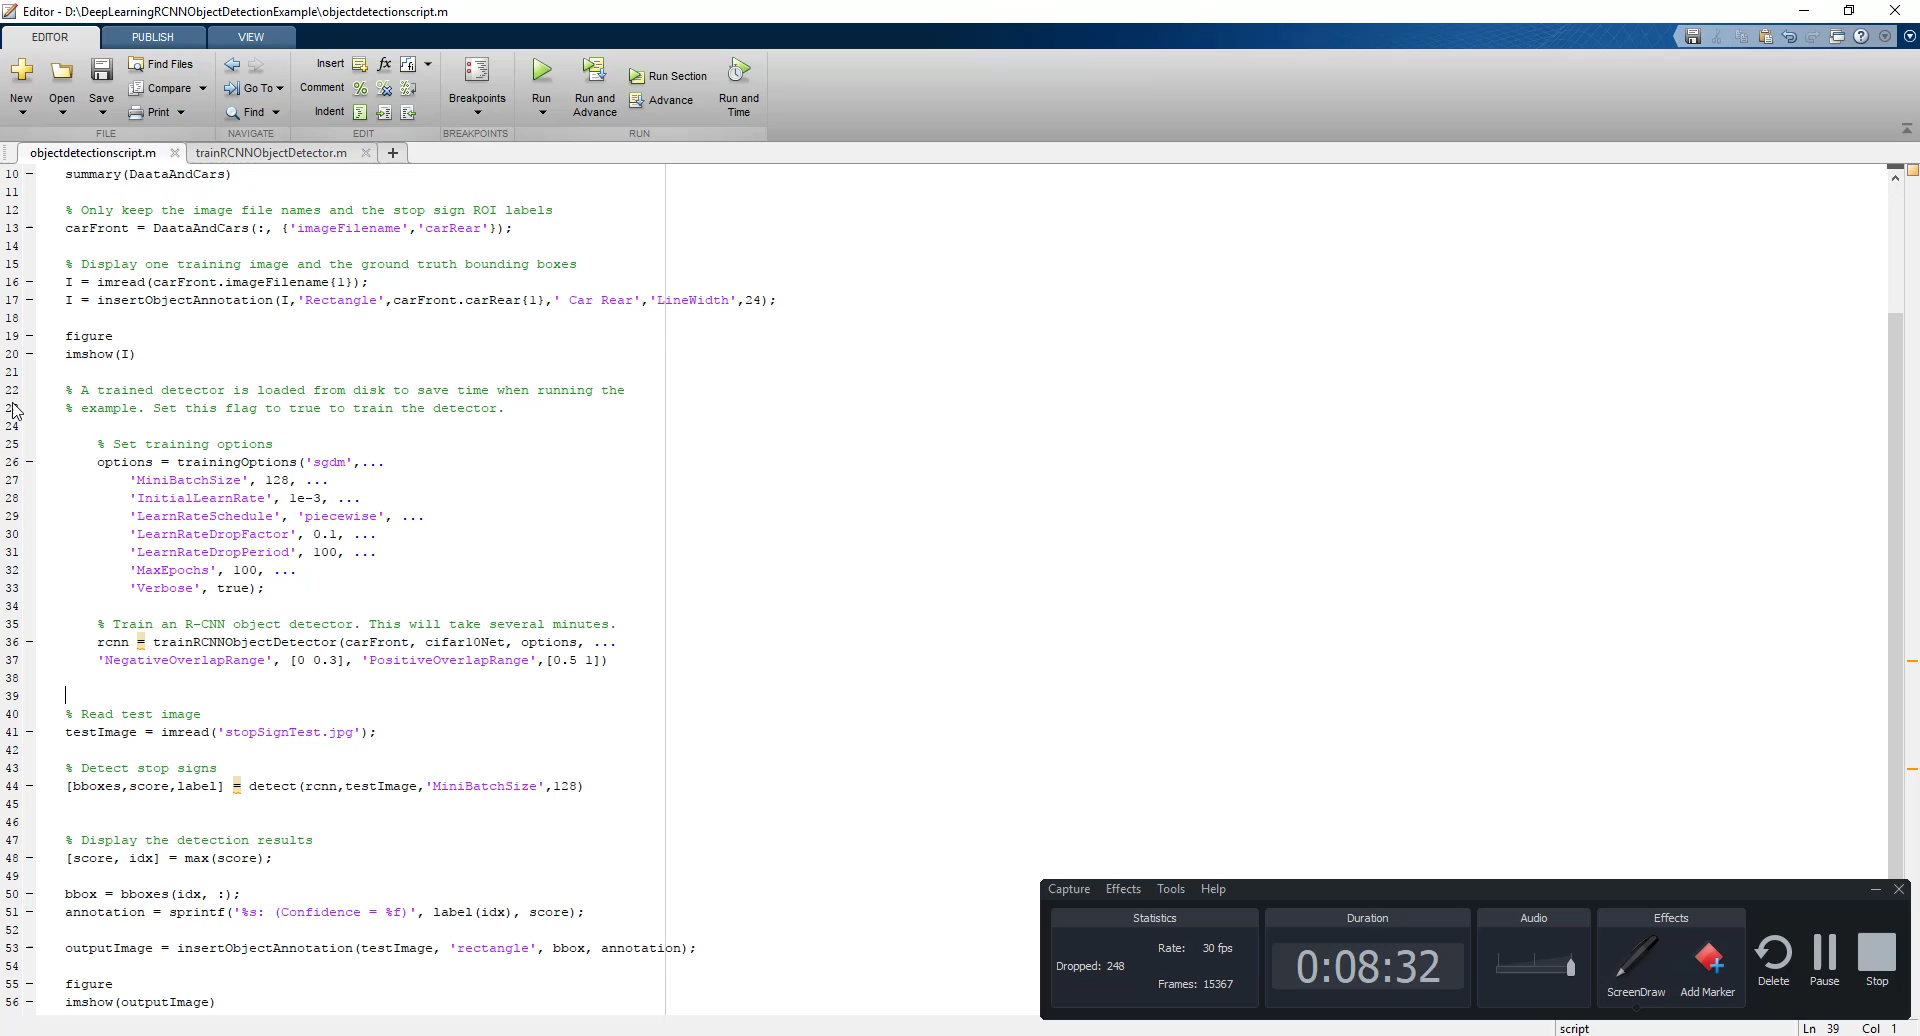 Editor - D:\DeepLearningRCNNObjectDetectionExample\objectdetectionscript.m
EDITOR PUBLISH VIEW
New Open Save Find Files Compare Print
FILE
Go To Find
NAVIGATE
Insert fx
Comment
Indent
EDIT
Breakpoints
BREAKPOINTS
Run Run and Advance Run Section Advance Run and Time
RUN
objectdetectionscript.m trainRCNNObjectDetector.m
10 summary(DaataAndCars)
11
12 % Only keep the image file names and the stop sign ROI labels
13 carFront = DaataAndCars(:, {'imageFilename','carRear'});
14
15 % Display one training image and the ground truth bounding boxes
16 I = imread(carFront.imageFilename{1});
17 I = insertObjectAnnotation(I,'Rectangle',carFront.carRear{1},' Car Rear','LineWidth',24);
18
19 figure
20 imshow(I)
21
22 % A trained detector is loaded from disk to save time when running the
% example. Set this flag to true to train the detector.
24
25 % Set training options
26 options = trainingOptions('sgdm',...
27 'MiniBatchSize', 128, ...
28 'InitialLearnRate', 1e-3, ...
29 'LearnRateSchedule', 'piecewise', ...
30 'LearnRateDropFactor', 0.1, ...
31 'LearnRateDropPeriod', 100, ...
32 'MaxEpochs', 100, ...
33 'Verbose', true);
34
35 % Train an R-CNN object detector. This will take several minutes.
36 rcnn = trainRCNNObjectDetector(carFront, cifar10Net, options, ...
37 'NegativeOverlapRange', [0 0.3], 'PositiveOverlapRange',[0.5 1])
38
39
40 % Read test image
41 testImage = imread('stopSignTest.jpg');
42
43 % Detect stop signs
44 [bboxes,score,label] = detect(rcnn,testImage,'MiniBatchSize',128)
45
46
47 % Display the detection results
48 [score, idx] = max(score);
49
50 bbox = bboxes(idx, :);
51 annotation = sprintf('%s: (Confidence = %f)', label(idx), score);
52
53 outputImage = insertObjectAnnotation(testImage, 'rectangle', bbox, annotation);
54
55 figure
56 imshow(outputImage)
Capture Effects Tools Help
Statistics Duration Audio Effects
Rate: 30 fps
Dropped: 248
Frames: 15367
0:08:32
ScreenDraw Add Marker Delete Pause Stop
script Ln 39 Col 1